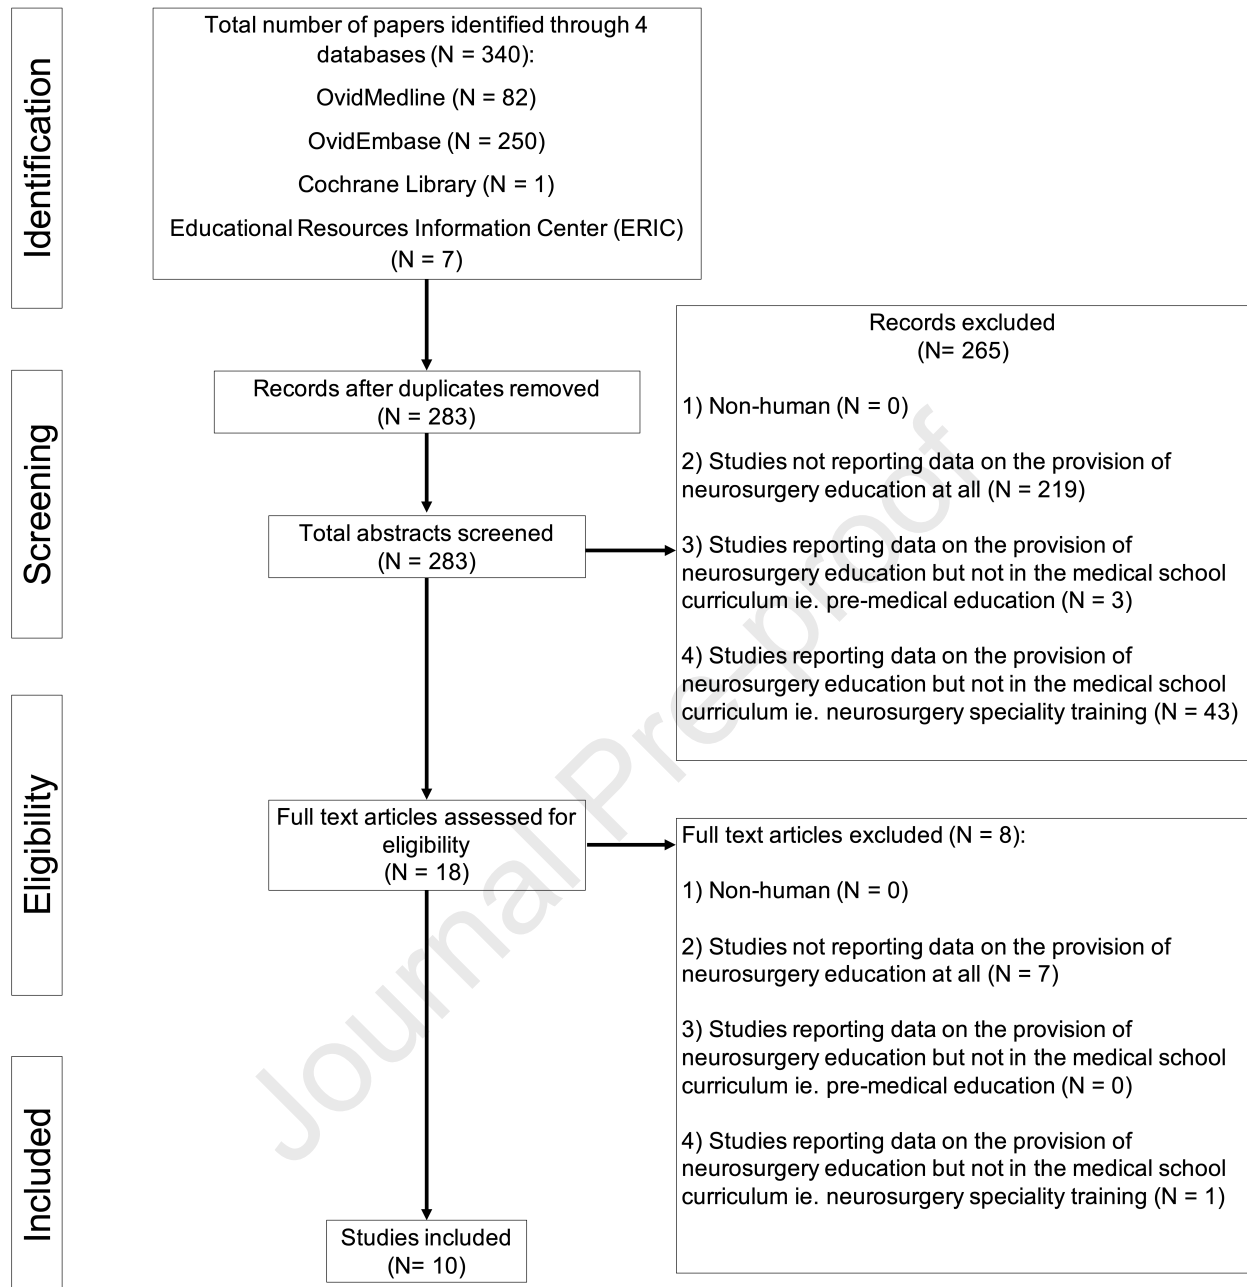 Identification
Total number of papers identified through 4
databases (N = 340):
OvidMedline (N = 82)
OvidEmbase (N = 250)
Cochrane Library (N = 1)
Educational Resources Information Center (ERIC)
(N = 7)
Screening
Records after duplicates removed
(N = 283)
Total abstracts screened
(N = 283)
Records excluded
(N= 265)
1) Non-human (N = 0)
2) Studies not reporting data on the provision of
neurosurgery education at all (N = 219)
3) Studies reporting data on the provision of
neurosurgery education but not in the medical school
curriculum ie. pre-medical education (N = 3)
4) Studies reporting data on the provision of
neurosurgery education but not in the medical school
curriculum ie. neurosurgery speciality training (N = 43)
Eligibility
Full text articles assessed for
eligibility
(N = 18)
Full text articles excluded (N = 8):
1) Non-human (N = 0)
2) Studies not reporting data on the provision of
neurosurgery education at all (N = 7)
3) Studies reporting data on the provision of
neurosurgery education but not in the medical school
curriculum ie. pre-medical education (N = 0)
4) Studies reporting data on the provision of
neurosurgery education but not in the medical school
curriculum ie. neurosurgery speciality training (N = 1)
Included
Studies included
(N= 10)
Journal Pre-proof